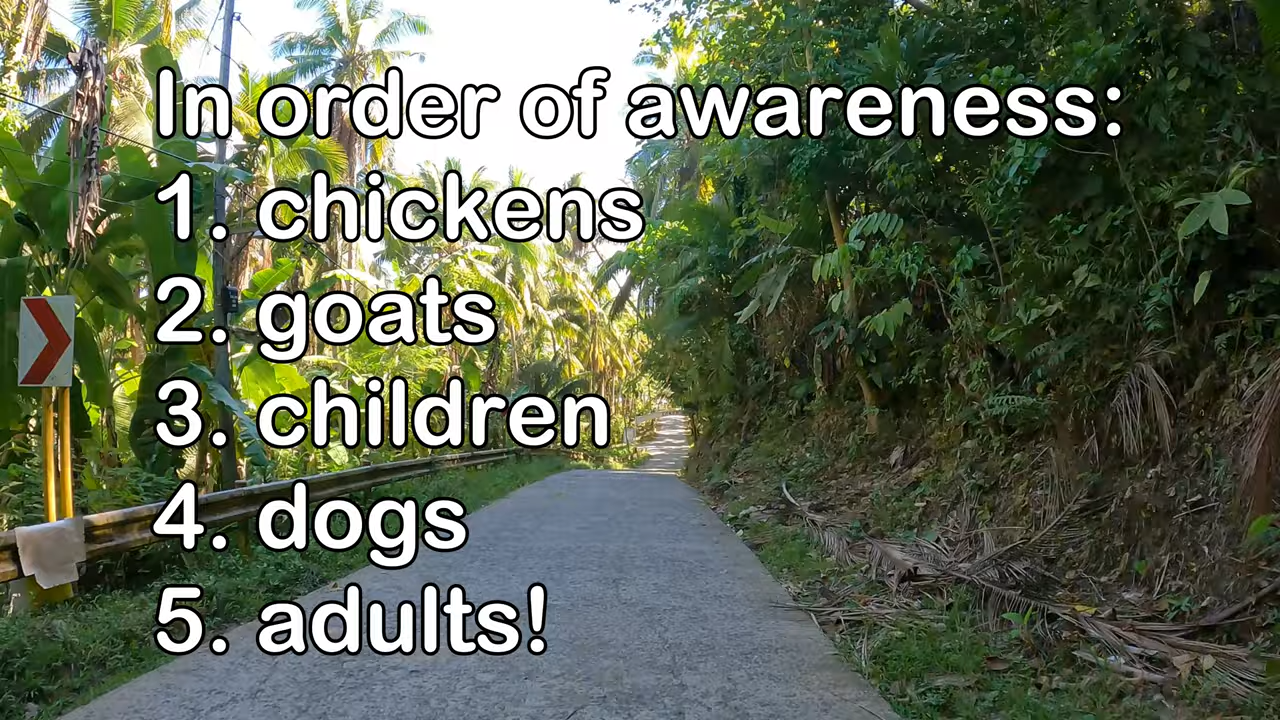 In order of awareness:
1. chickens
2. goats
3. children
4. dogs
5. adults!